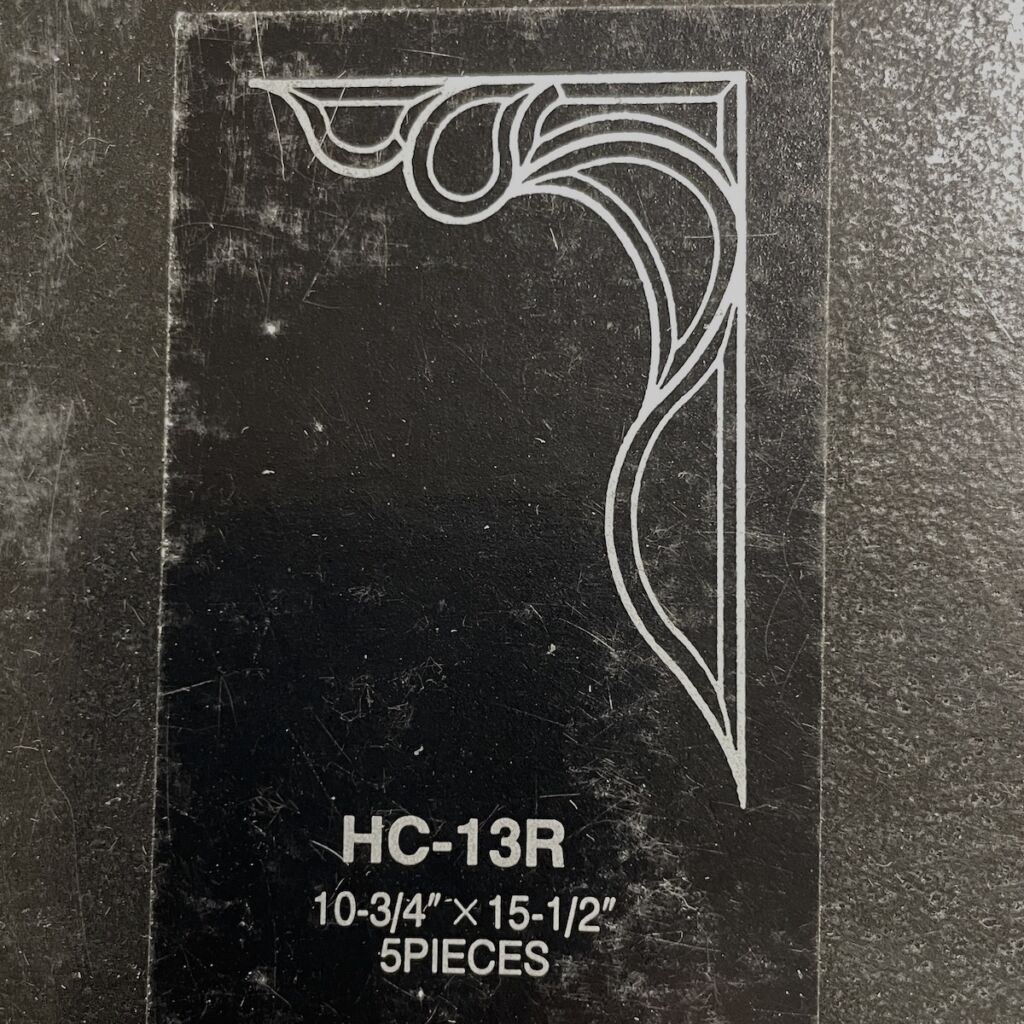 HC-13R
10-3/4" × 15-1/2"
5PIECES